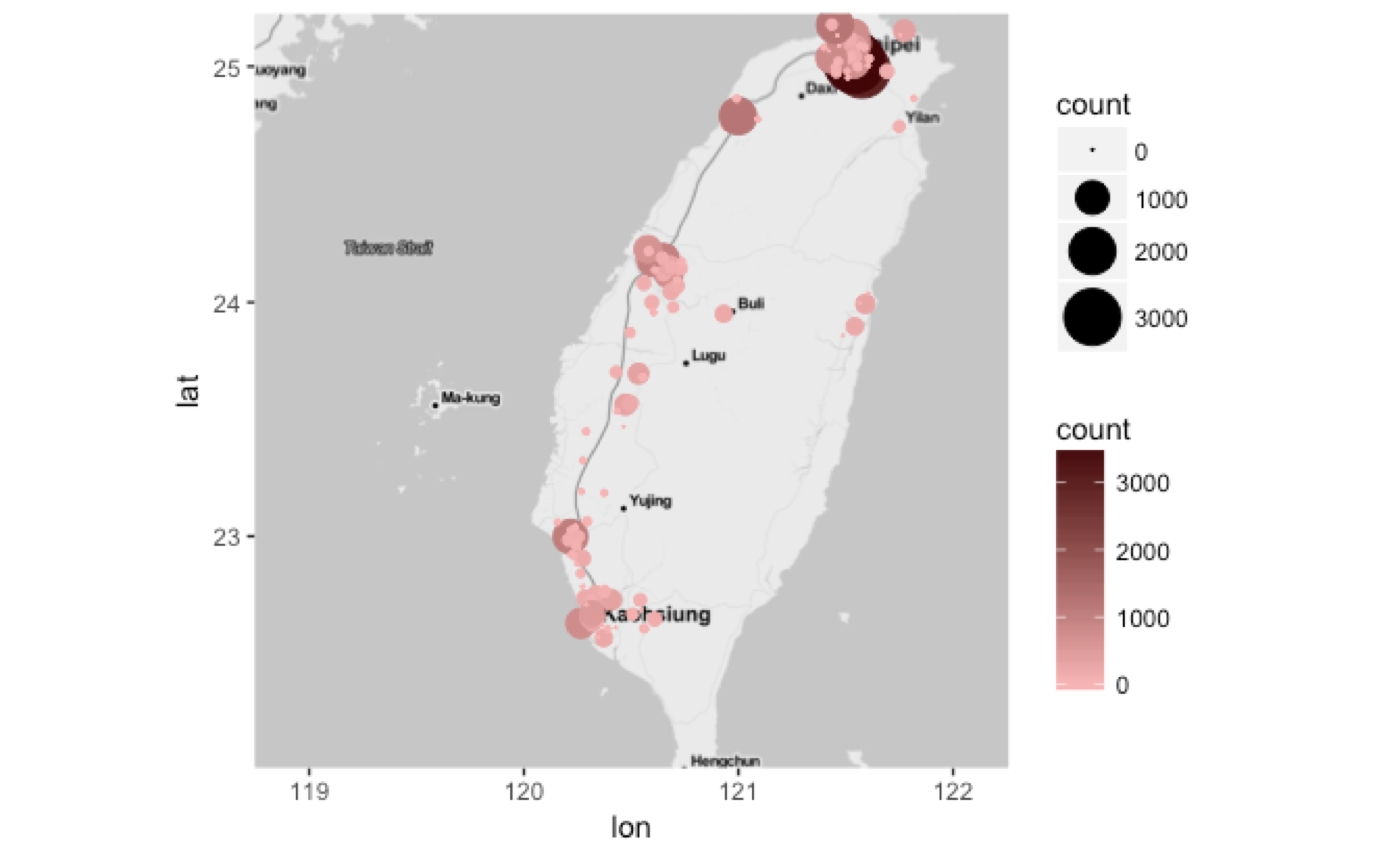 lat
25
24
23
uoyang
ang
Taiwan Strait
Ma-kung
aipei
Daxi
Yilan
Buli
Lugu
Yujing
Kaohsiung
Hengchun
119
120
121
122
lon
count
0
1000
2000
3000
count
3000
2000
1000
0